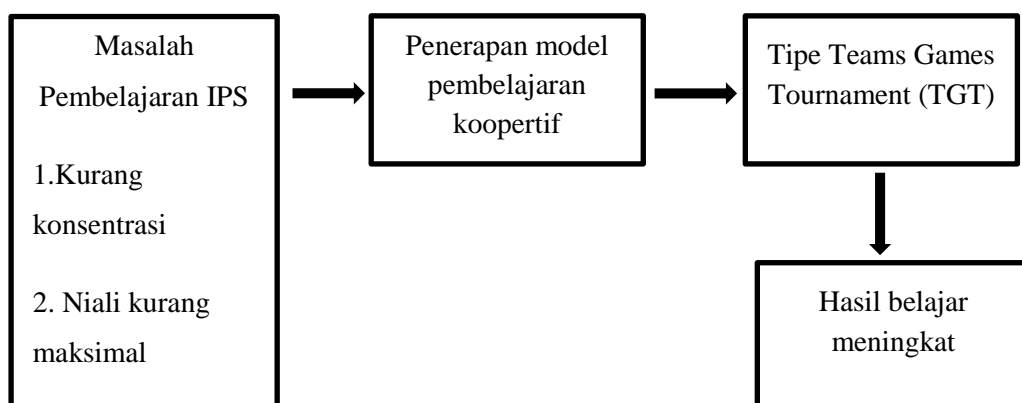 Masalah
Pembelajaran IPS
1.Kurang
konsentrasi
2. Niali kurang
maksimal
Penerapan model
pembelajaran
koopertif
Tipe Teams Games
Tournament (TGT)
Hasil belajar
meningkat